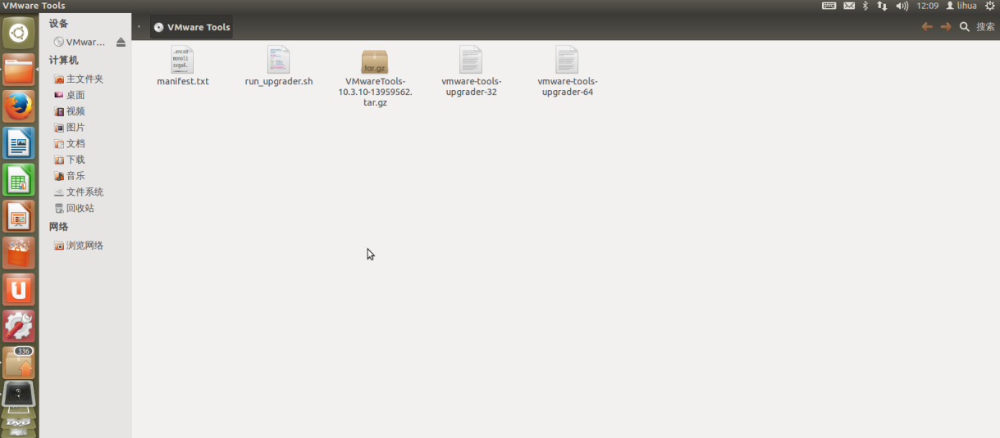 VMware Tools
12:09
lihua
设备
VMwar...
计算机
主文件夹
桌面
视频
图片
文档
下载
音乐
文件系统
回收站
网络
浏览网络
VMware Tools
搜索
.encod
monoli
svga4.
manifest.txt
run_upgrader.sh
tar.gz
VMwareTools-
10.3.10-13959562.
tar.gz
vmware-tools-
upgrader-32
vmware-tools-
upgrader-64
336